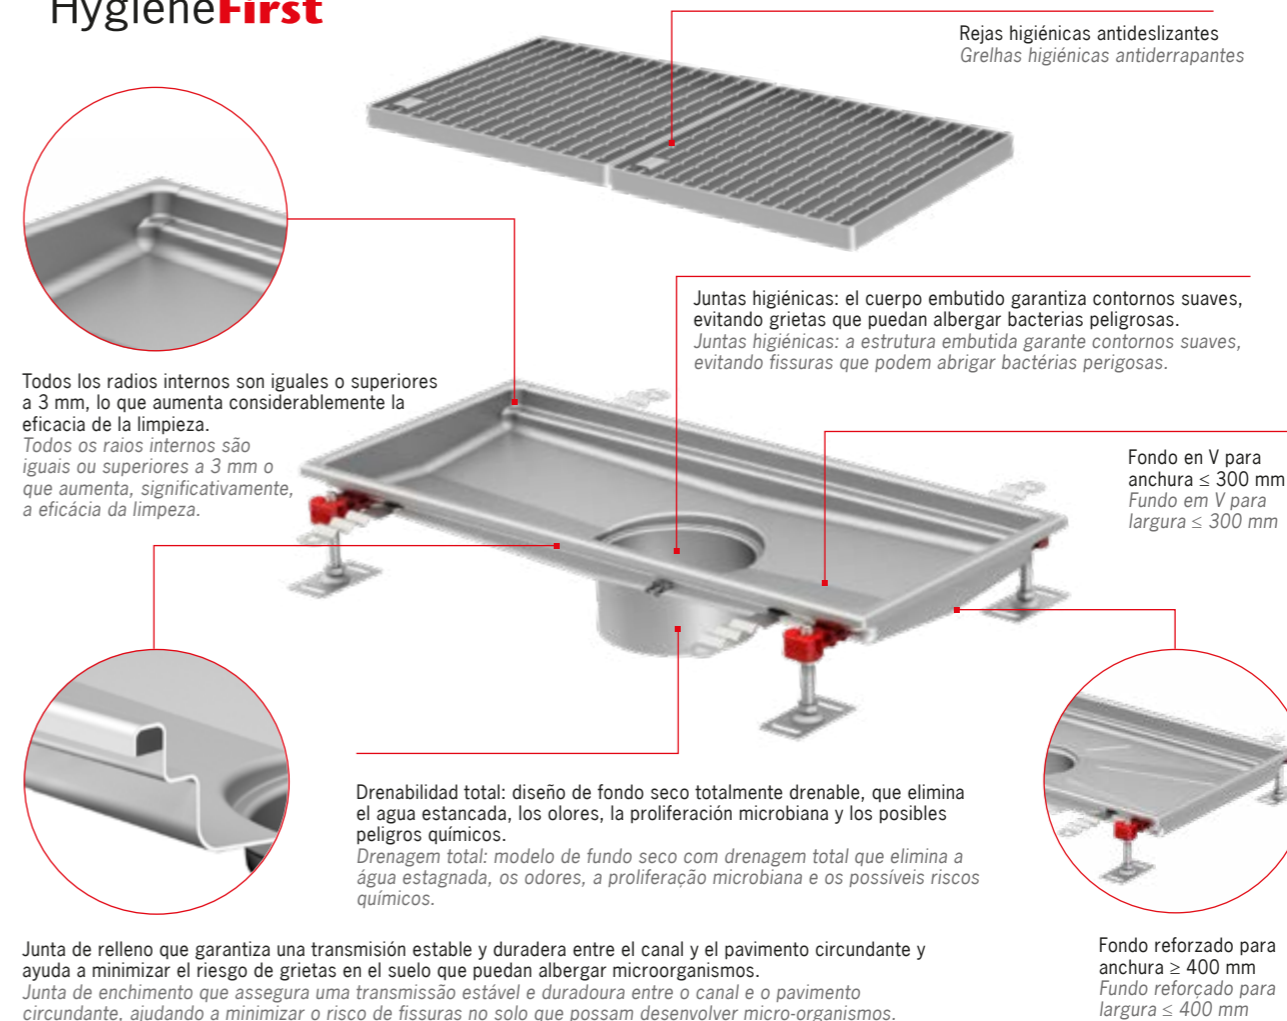 HygieneFirst
Rejas higiénicas antideslizantes
Grelhas higiénicas antiderrapantes
Juntas higiénicas: el cuerpo embutido garantiza contornos suaves,
evitando grietas que puedan albergar bacterias peligrosas.
Juntas higiénicas: a estrutura embutida garante contornos suaves,
evitando fissuras que podem abrigar bactérias perigosas.
Todos los radios internos son iguales o superiores
a 3 mm, lo que aumenta considerablemente la
eficacia de la limpieza.
Todos os raios internos são
iguais ou superiores a 3 mm o
que aumenta, significativamente,
a eficácia da limpeza.
Fondo en V para
anchura ≤ 300 mm
Fundo em V para
largura ≤ 300 mm
Drenabilidad total: diseño de fondo seco totalmente drenable, que elimina
el agua estancada, los olores, la proliferación microbiana y los posibles
peligros químicos.
Drenagem total: modelo de fundo seco com drenagem total que elimina a
água estagnada, os odores, a proliferação microbiana e os possíveis riscos
químicos.
Junta de relleno que garantiza una transmisión estable y duradera entre el canal y el pavimento circundante y
ayuda a minimizar el riesgo de grietas en el suelo que puedan albergar microorganismos.
Junta de enchimento que assegura uma transmissão estável e duradoura entre o canal e o pavimento
circundante, ajudando a minimizar o risco de fissuras no solo que possam desenvolver micro-organismos.
Fondo reforzado para
anchura ≥ 400 mm
Fundo reforçado para
largura ≤ 400 mm